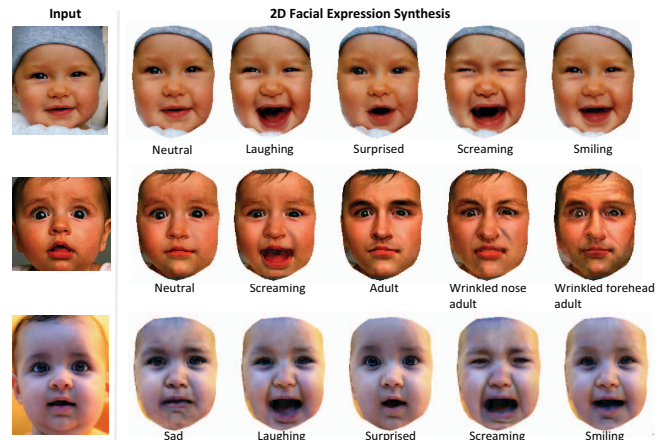 Input 2D Facial Expression Synthesis
Neutral Laughing Surprised Screaming Smiling
Neutral Screaming Adult Wrinkled nose adult Wrinkled forehead adult
Sad Laughing Surprised Screaming Smiling